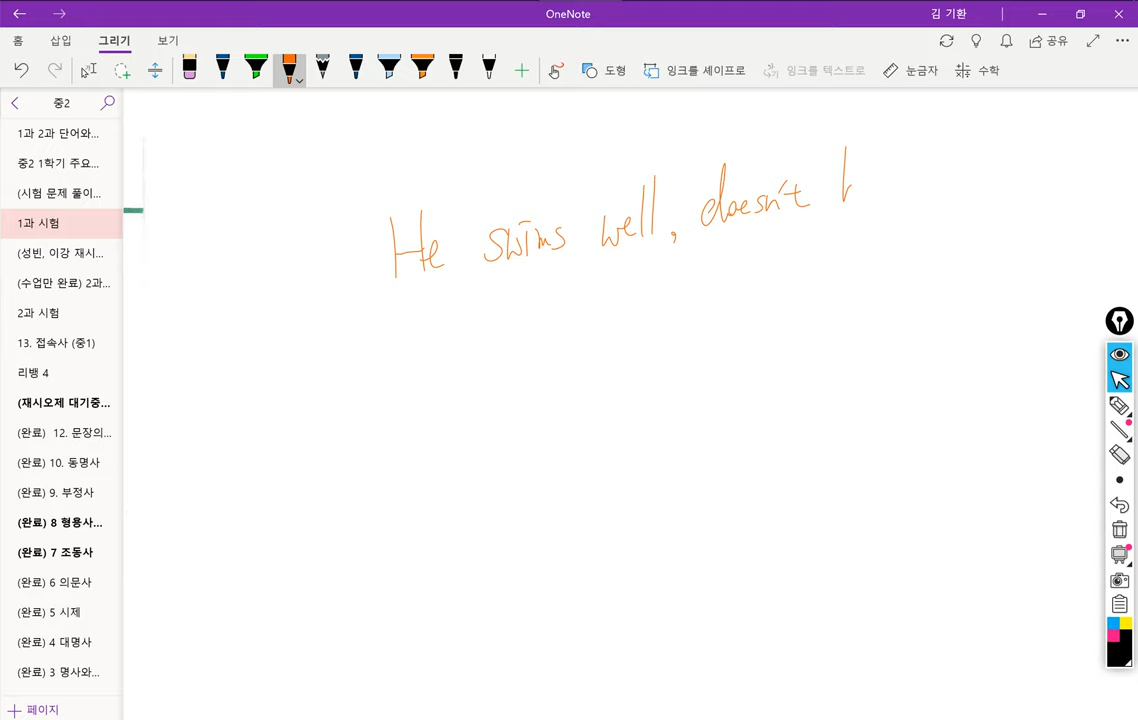 OneNote
김 기환
홈 삽입 그리기 보기
공유
도형
잉크를 셰이프로
잉크를 텍스트로
눈금자
수학
중2
1과 2과 단어와...
중2 1학기 주요...
(시험 문제 풀이...
1과 시험
(성빈, 이강 재시...
(수업만 완료) 2과...
2과 시험
13. 접속사 (중1)
리뱅 4
(재시오제 대기중...
(완료) 12. 문장의...
(완료) 10. 동명사
(완료) 9. 부정사
(완료) 8 형용사...
(완료) 7 조동사
(완료) 6 의문사
(완료) 5 시제
(완료) 4 대명사
(완료) 3 명사와...
페이지
He swims well, doesn't